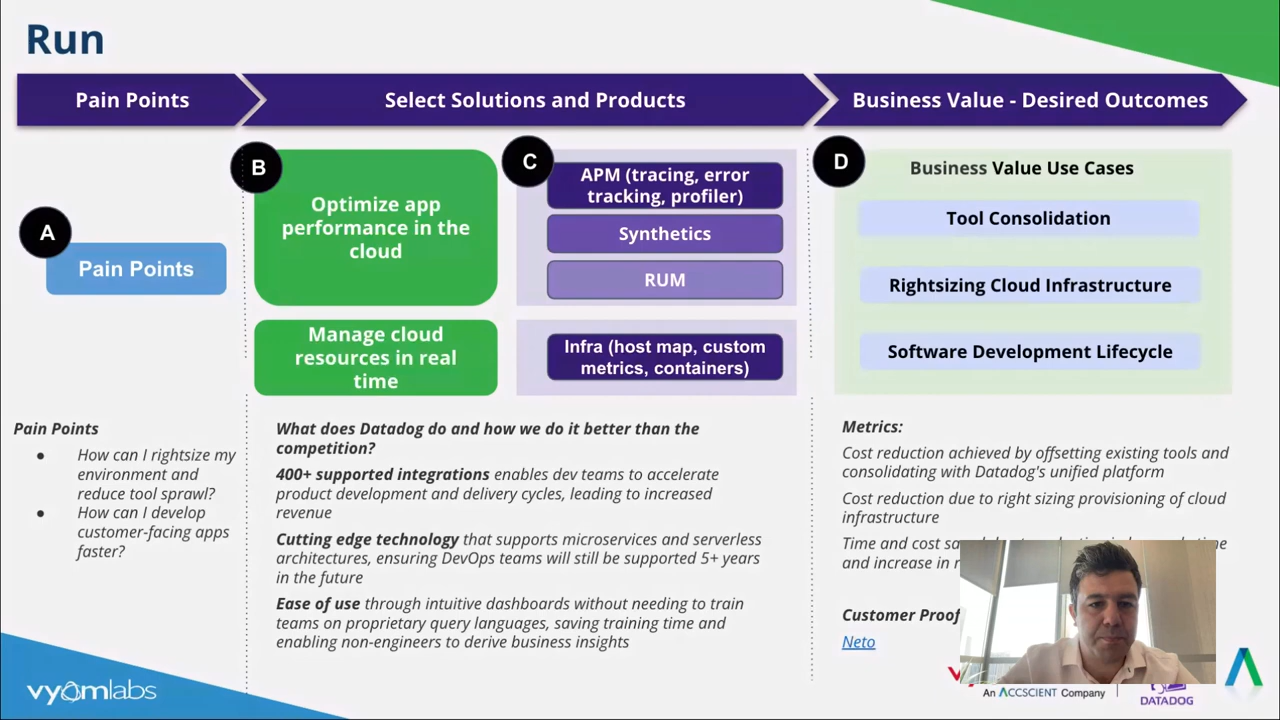 Run
Pain Points
Select Solutions and Products
Business Value - Desired Outcomes
A
Pain Points
B
Optimize app
performance in the
cloud
Manage cloud
resources in real
time
C
APM (tracing, error
tracking, profiler)
Synthetics
RUM
Infra (host map, custom
metrics, containers)
D
Business Value Use Cases
Tool Consolidation
Rightsizing Cloud Infrastructure
Software Development Lifecycle
Pain Points
● How can I rightsize my
environment and
reduce tool sprawl?
● How can I develop
customer-facing apps
faster?
What does Datadog do and how we do it better than the
competition?
400+ supported integrations enables dev teams to accelerate
product development and delivery cycles, leading to increased
revenue
Cutting edge technology that supports microservices and serverless
architectures, ensuring DevOps teams will still be supported 5+ years
in the future
Ease of use through intuitive dashboards without needing to train
teams on proprietary query languages, saving training time and
enabling non-engineers to derive business insights
Metrics:
Cost reduction achieved by offsetting existing tools and
consolidating with Datadog's unified platform
Cost reduction due to right sizing provisioning of cloud
infrastructure
Time and cost
and increase in
Customer Proof
Neto
vyomlabs
An ACCSCIENT Company
DATADOG